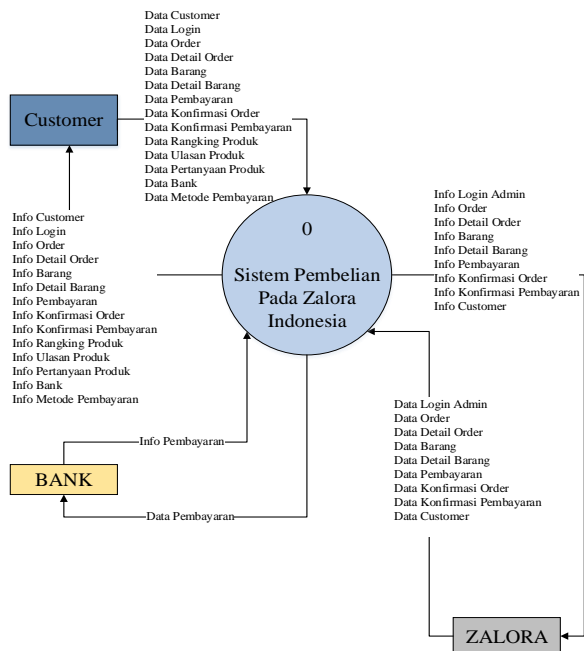 Data Customer
Data Login
Data Order
Data Detail Order
Data Barang
Data Detail Barang
Data Pembayaran
Data Konfirmasi Order
Data Konfirmasi Pembayaran
Data Rangking Produk
Data Ulasan Produk
Data Pertanyaan Produk
Data Bank
Data Metode Pembayaran
Customer
Info Customer
Info Login
Info Order
Info Detail Order
Info Barang
Info Detail Barang
Info Pembayaran
Info Konfirmasi Order
Info Konfirmasi Pembayaran
Info Rangking Produk
Info Ulasan Produk
Info Pertanyaan Produk
Info Bank
Info Metode Pembayaran
0
Sistem Pembelian
Pada Zalora
Indonesia
Info Login Admin
Info Order
Info Detail Order
Info Barang
Info Detail Barang
Info Pembayaran
Info Konfirmasi Order
Info Konfirmasi Pembayaran
Info Customer
Data Login Admin
Data Order
Data Detail Order
Data Barang
Data Detail Barang
Data Pembayaran
Data Konfirmasi Order
Data Konfirmasi Pembayaran
Data Customer
Info Pembayaran
BANK
Data Pembayaran
ZALORA